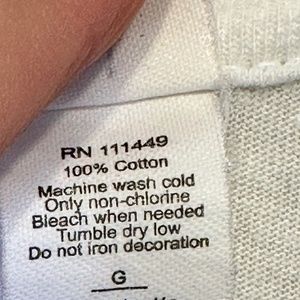 RN 111449
100% Cotton
Machine wash cold
Only non-chlorine
Bleach when needed
Tumble dry low
Do not iron decoration
G